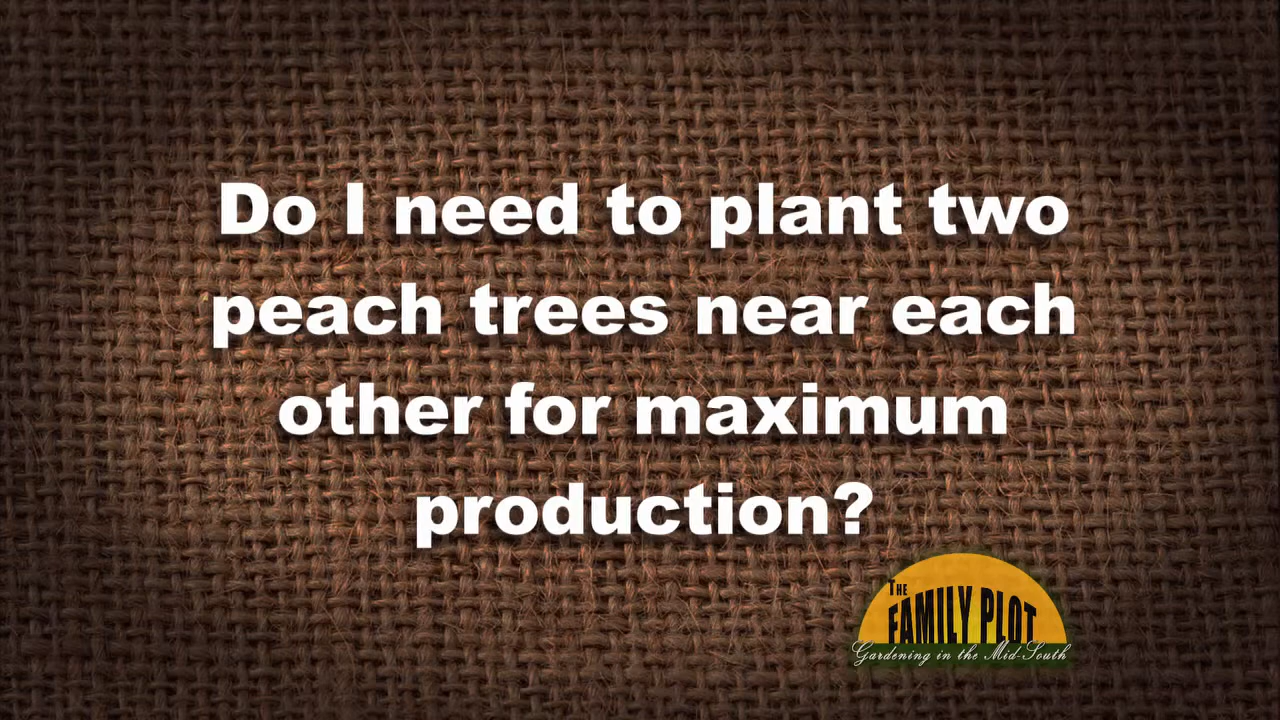 Do I need to plant two
peach trees near each
other for maximum
production?
THE
FAMILY PLOT
Gardening in the Mid-South